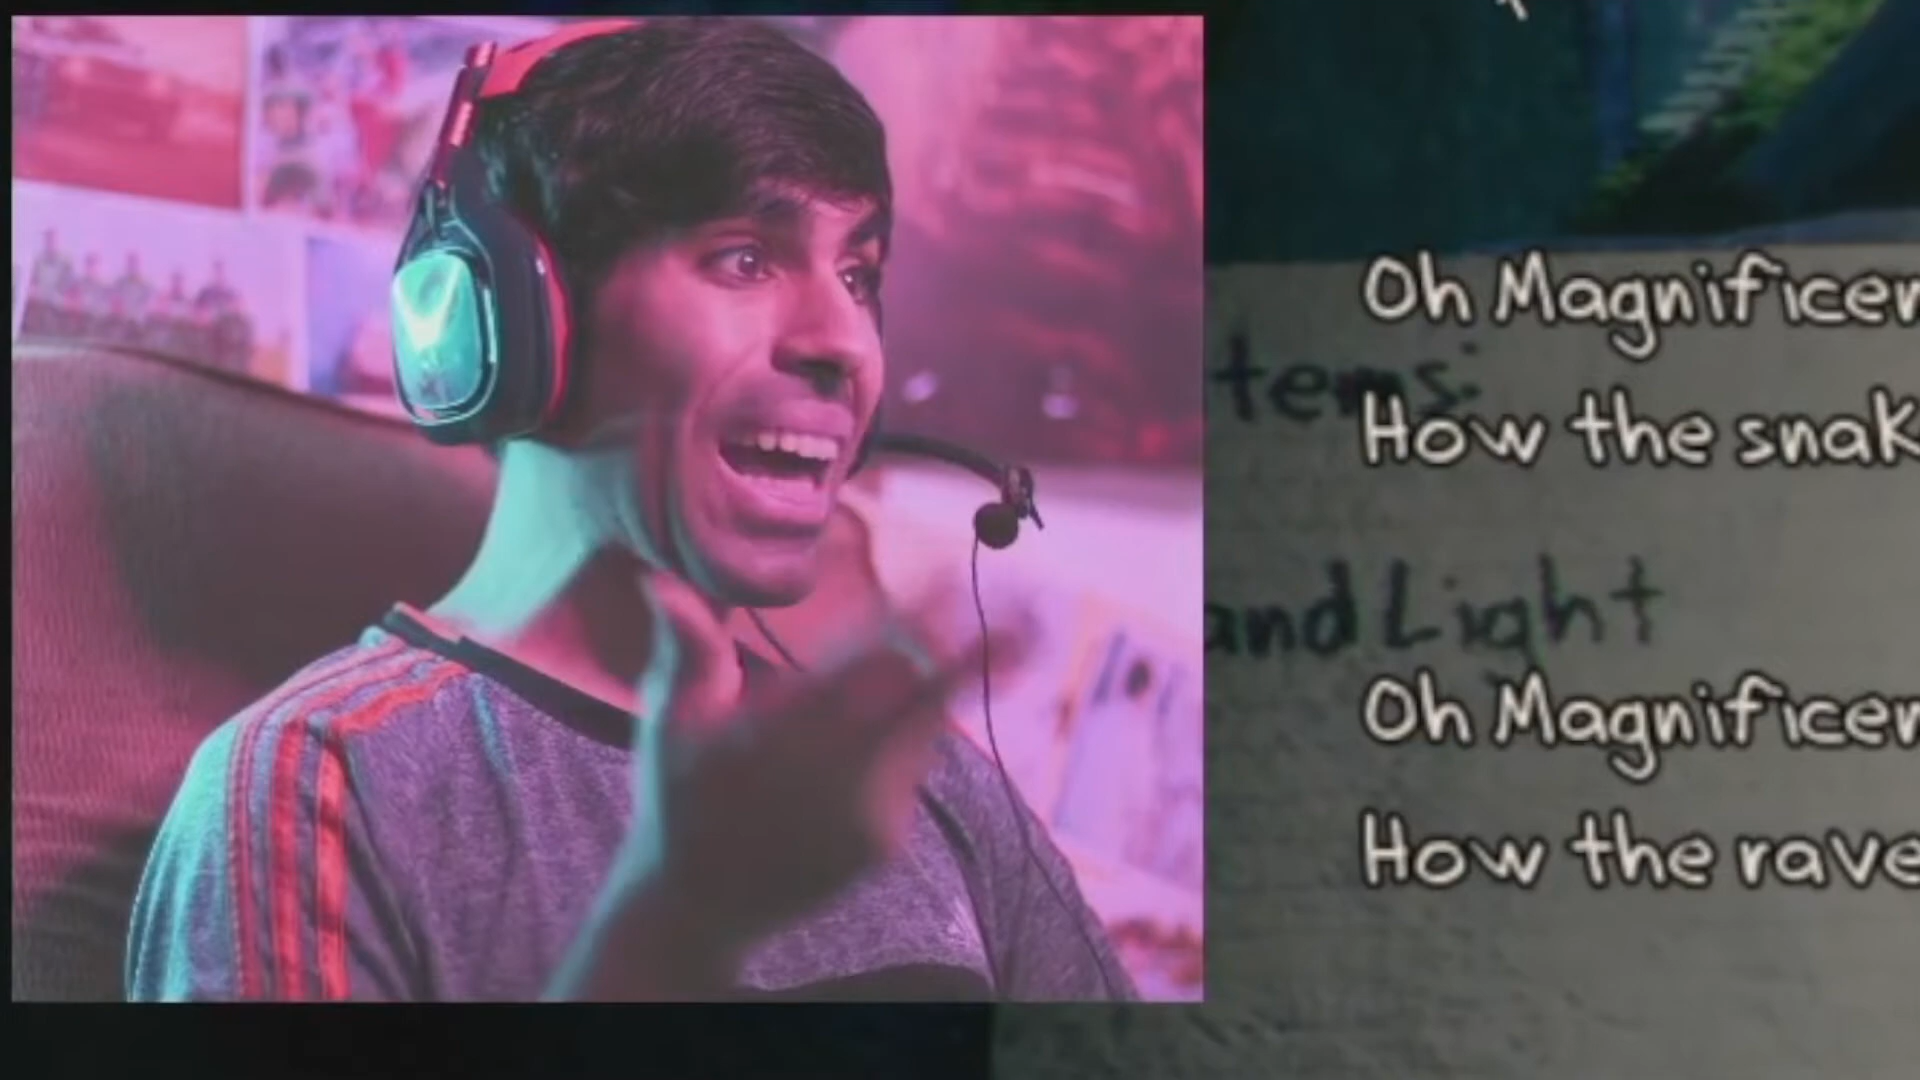 Oh Magnificen
tems:
How the snak
and Light
Oh Magnificen
How the rave